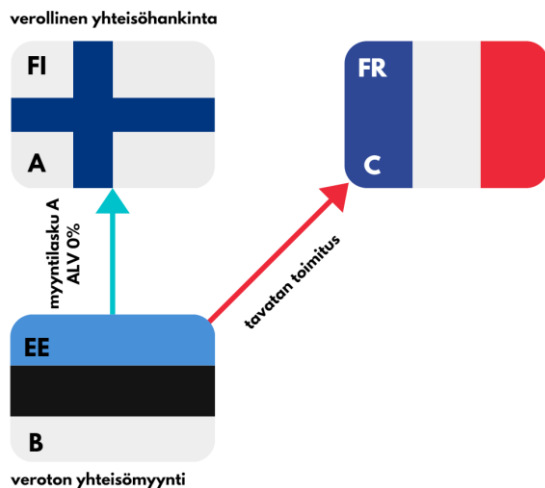 verollinen yhteisöhankinta
FI
A
FR
C
myyntilasku A
ALV 0%
tavatan toimitus
EE
B
veroton yhteisömyynti